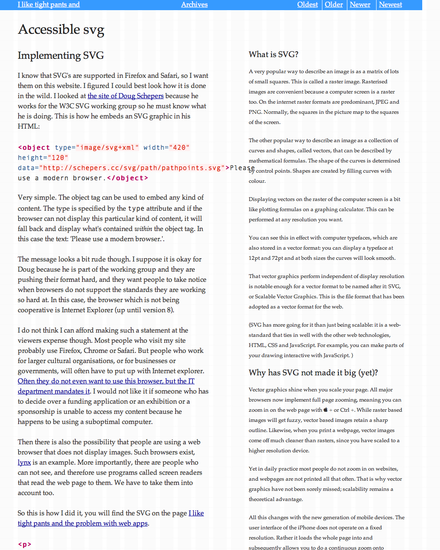 I like tight pants and
Archives
Oldest
Older
Newer
Newest
Accessible svg
Implementing SVG
I know that SVG's are supported in Firefox and Safari, so I want
them on this website. I figured I could best look how it is done
in the wild. I looked at the site of Doug Schepers because he
works for the W3C SVG working group so he must know what
he is doing. This is how he embeds an SVG graphic in his
HTML:
<object type="image/svg+xml" width="420"
height="120"
data="http://schepers.cc/svg/path/pathpoints.svg">Please
use a modern browser.</object>
Very simple. The object tag can be used to embed any kind of
content. The type is specified by the type attribute and if the
browser can not display this particular kind of content, it will
fall back and display what's contained within the object tag. In
this case the text: 'Please use a modern browser.'.
The message looks a bit rude though. I suppose it is okay for
Doug because he is part of the working group and they are
pushing their format hard, and they want people to take notice
when browsers do not support the standards they are working
so hard at. In this case, the browser which is not being
cooperative is Internet Explorer (up until version 8).
I do not think I can afford making such a statement at the
viewers expense though. Most people who visit my site
probably use Firefox, Chrome or Safari. But people who work
for larger cultural organisations, or for businesses or
governments, will often have to put up with Internet explorer.
Often they do not even want to use this browser, but the IT
department mandates it. I would not like it if someone who has
to decide over a funding application or an exhibition or a
sponsorship is unable to access my content because he
happens to be using a suboptimal computer.
Then there is also the possibility that people are using a web
browser that does not display images. Such browsers exist,
lynx is an example. More importantly, there are people who
can not see, and therefore use programs called screen readers
that read the web page to them. We have to take them into
account too.
So this is how I did it, you will find the SVG on the page I like
tight pants and the problem with web apps.
<p>
What is SVG?
A very popular way to describe an image is as a matrix of lots
of small squares. This is called a raster image. Rasterised
images are convenient because a computer screen is a raster
too. On the internet raster formats are predominant, JPEG and
PNG. Normally, the squares in the picture map to the squares
of the screen.
The other popular way to describe an image as a collection of
curves and shapes, called vectors, that can be described by
mathematical formulas. The shape of the curves is determined
by control points. Shapes are created by filling curves with
colour.
Displaying vectors on the raster of the computer screen is a bit
like plotting formulas on a graphing calculator. This can be
performed at any resolution you want.
You can see this in effect with computer typefaces, which are
also stored in a vector format: you can display a typeface at
12pt and 72pt and at both sizes the curves will look smooth.
That vector graphics perform independent of display resolution
is notable enough for a vector format to be named after it SVG,
or Scalable Vector Graphics. This is the file format that has been
adopted as a vector format for the web.
(SVG has more going for it than just being scalable: it is a web-
standard that ties in well with the other web technologies,
HTML, CSS and JavaScript. For example, you can make parts of
your drawing interactive with JavaScript. )
Why has SVG not made it big (yet)?
Vector graphics shine when you scale your page. All major
browsers now implement full page zooming, meaning you can
zoom in on the web page with  + or Ctrl +. While raster based
images will get fuzzy, vector based images retain a sharp
outline. Likewise, when you print a webpage, vector images
come off much cleaner than rasters, since you have scaled to a
higher resolution device.
Yet in daily practice most people do not zoom in on websites,
and webpages are not printed all that often. That is why vector
graphics have not been sorely missed; scalability remains a
theoretical advantage.
All this changes with the new generation of mobile devices. The
user interface of the iPhone does not operate on a fixed
resolution. Rather it loads the whole page into and
subsequently allows you to do a continuous zoom onto